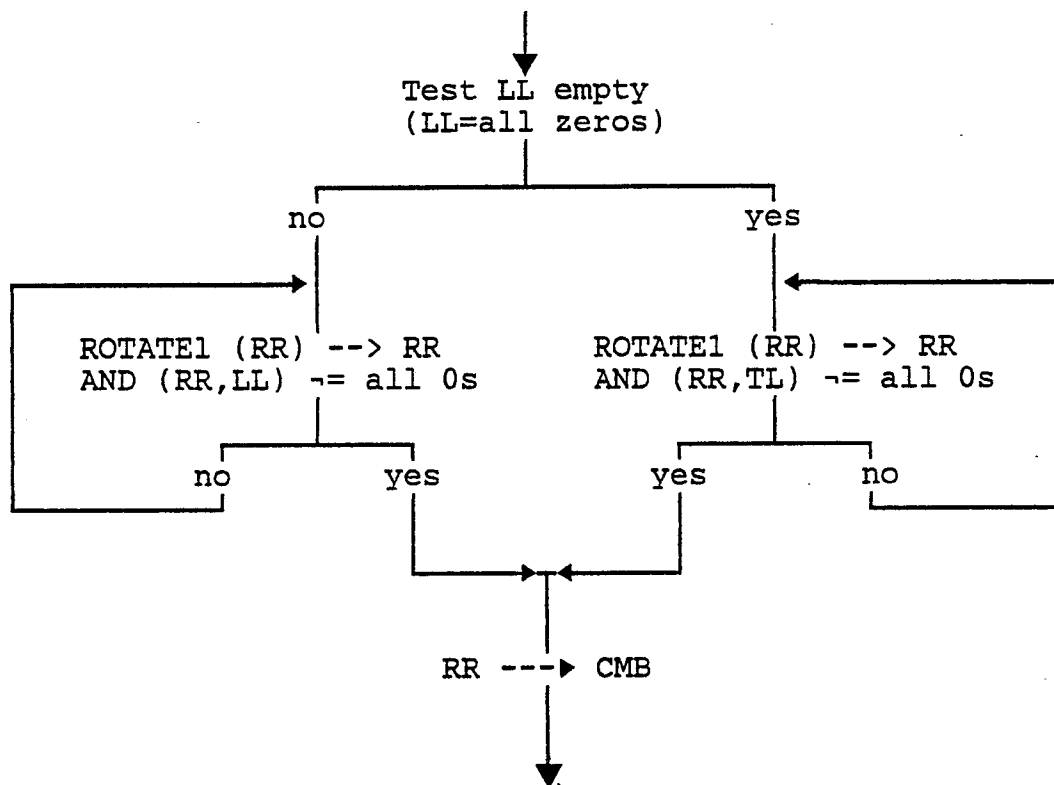 Test LL empty
(LL=all zeros)
no
yes
ROTATE1 (RR) --> RR
AND (RR,LL) ¬= all 0s
ROTATE1 (RR) --> RR
AND (RR,TL) ¬= all 0s
no
yes
yes
no
RR ---> CMB